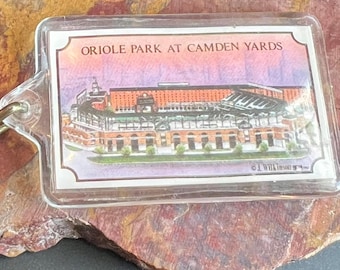 ORIOLE PARK AT CAMDEN YARDS
© J.